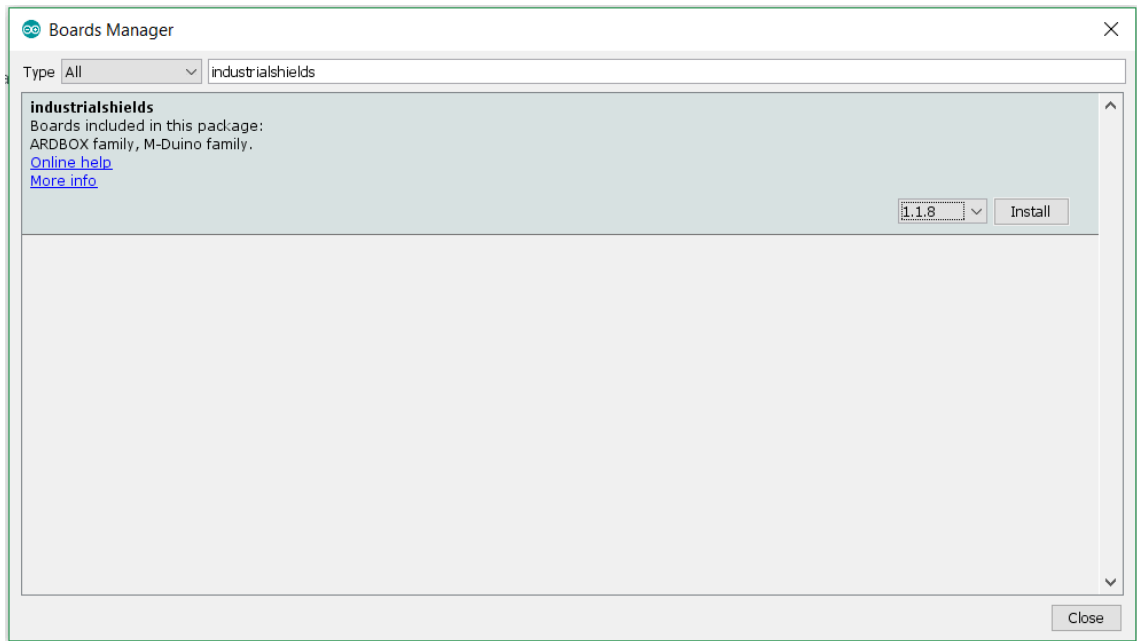 Boards Manager
Type All industrialshields
industrialshields
Boards included in this package:
ARDBOX family, M-Duino family.
Online help
More info
1.1.8 Install
Close